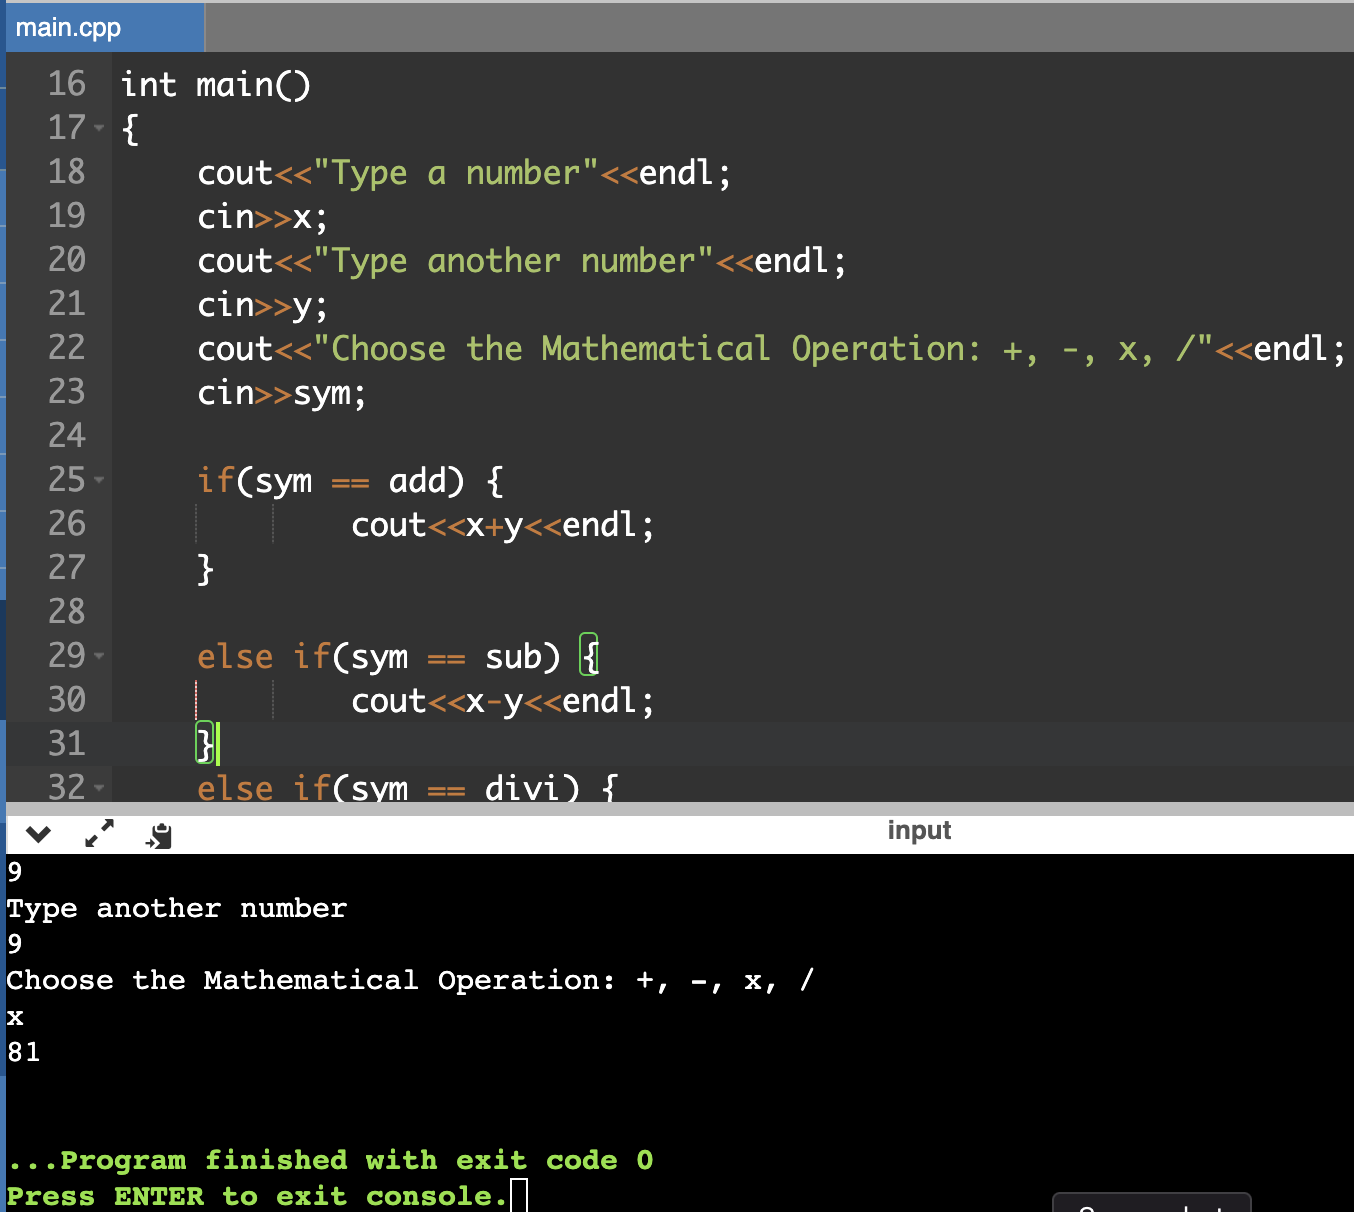 main.cpp
16 int main()
17 {
18 cout<<"Type a number"<<endl;
19 cin>>x;
20 cout<<"Type another number"<<endl;
21 cin>>y;
22 cout<<"Choose the Mathematical Operation: +, -, x, /"<<endl;
23 cin>>sym;
24
25 if(sym == add) {
26 cout<<x+y<<endl;
27 }
28
29 else if(sym == sub) {
30 cout<<x-y<<endl;
31 }
32 else if(sym == divi) {
input
9
Type another number
9
Choose the Mathematical Operation: +, -, x, /
x
81
...Program finished with exit code 0
Press ENTER to exit console.